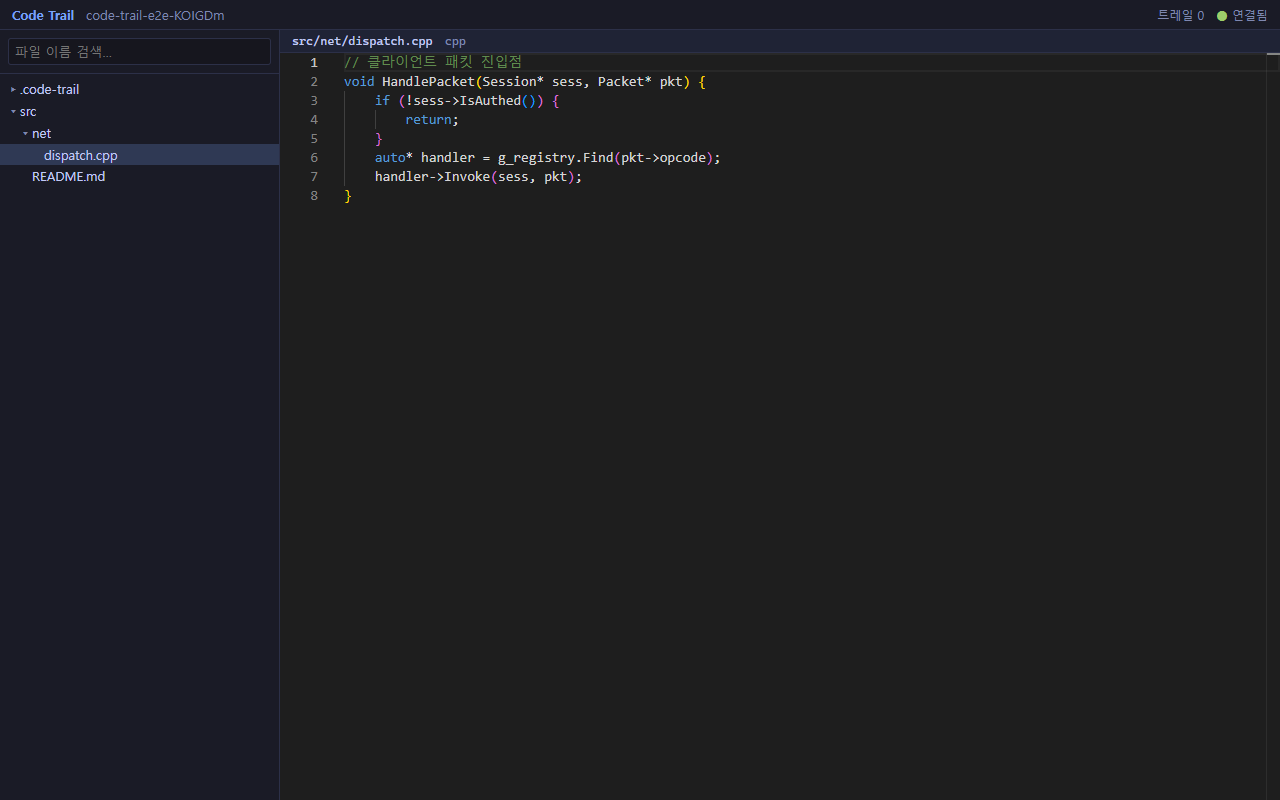 Code Trail code-trail-e2e-KOIGDm 트레일 0 연결됨
파일 이름 검색...
.code-trail
src
net
dispatch.cpp
README.md
src/net/dispatch.cpp cpp
1 // 클라이언트 패킷 진입점
2 void HandlePacket(Session* sess, Packet* pkt) {
3     if (!sess->IsAuthed()) {
4         return;
5     }
6     auto* handler = g_registry.Find(pkt->opcode);
7     handler->Invoke(sess, pkt);
8 }